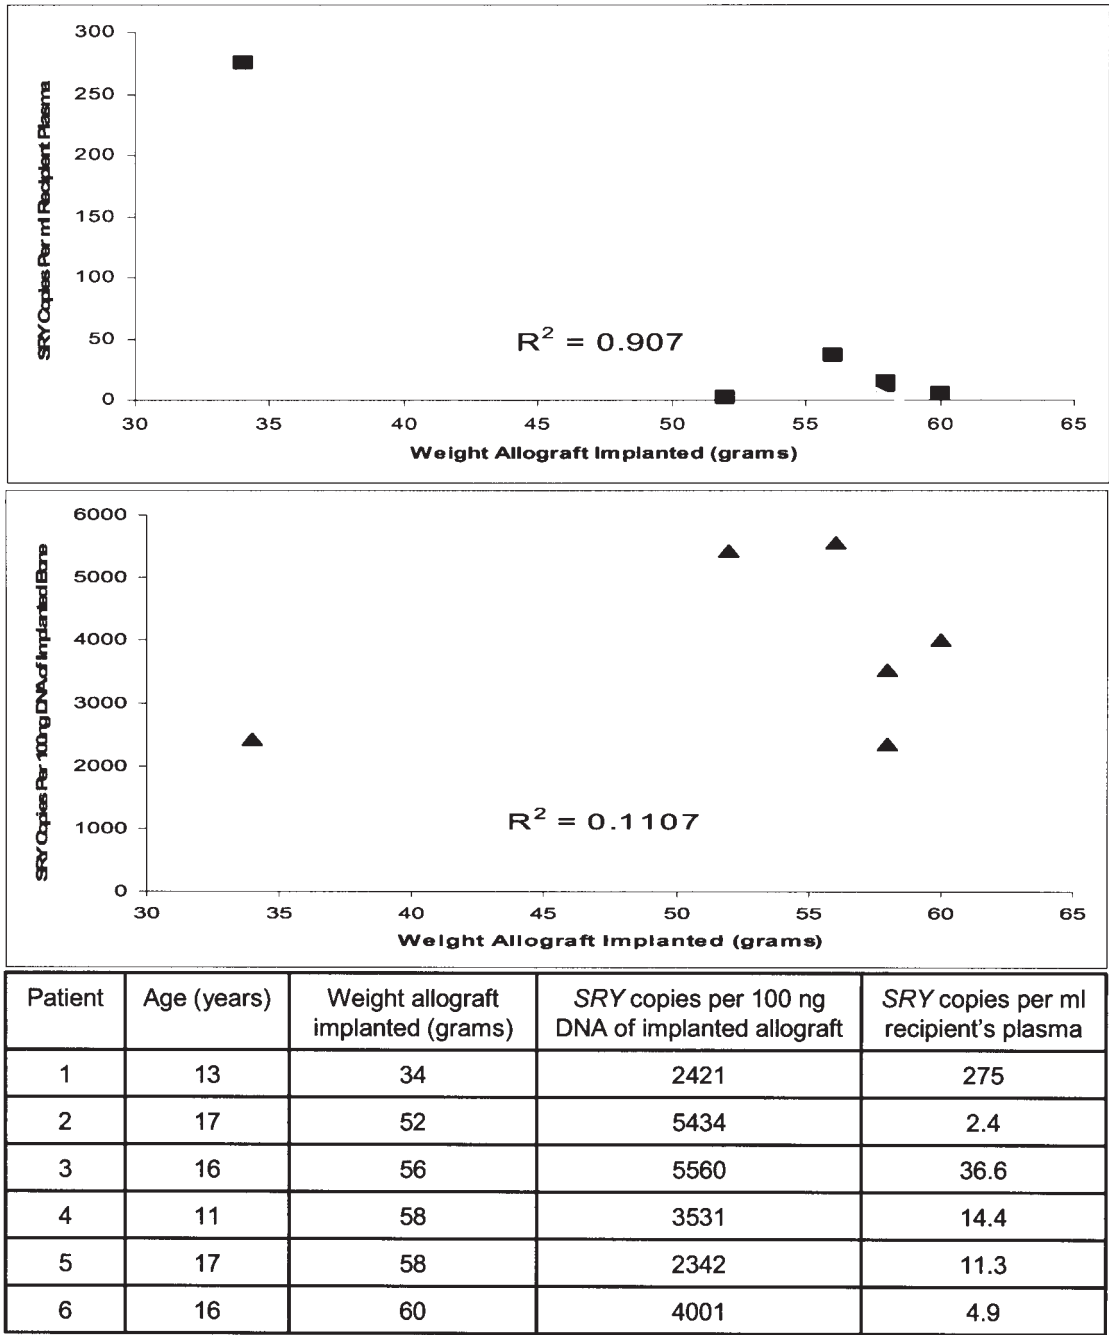 300
250
200
150
100
50
0
SRY Copies Per ml Recipient Plasma
R² = 0.907
30 35 40 45 50 55 60 65
Weight Allograft Implanted (grams)
6000
5000
4000
3000
2000
1000
0
SRY Copies Per 100ng DNA of Implanted Bone
R² = 0.1107
30 35 40 45 50 55 60 65
Weight Allograft Implanted (grams)
Patient Age (years) Weight allograft implanted (grams) SRY copies per 100 ng DNA of implanted allograft SRY copies per ml recipient's plasma
1 13 34 2421 275
2 17 52 5434 2.4
3 16 56 5560 36.6
4 11 58 3531 14.4
5 17 58 2342 11.3
6 16 60 4001 4.9